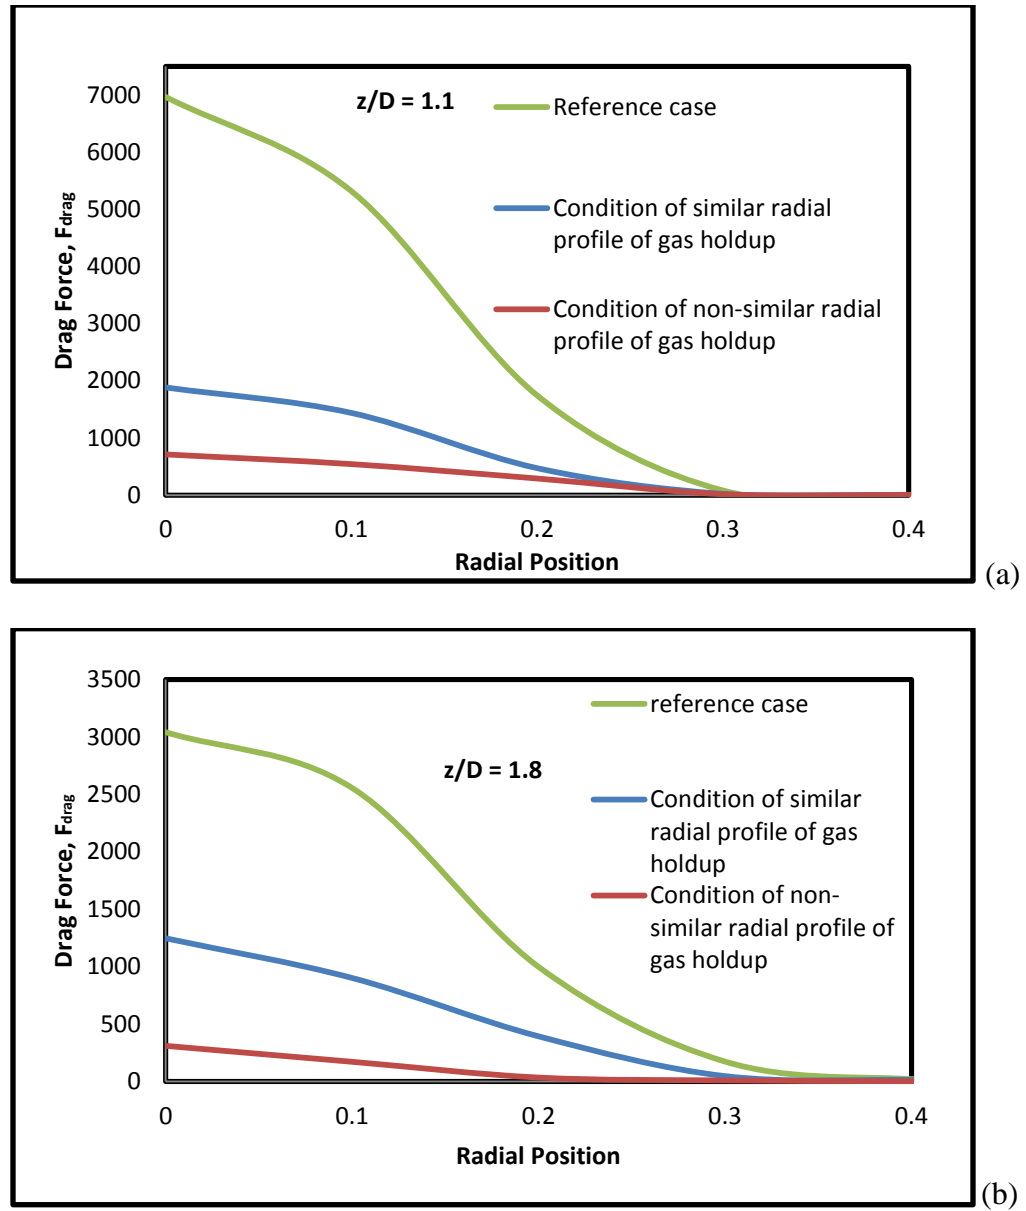 7000
6000
5000
4000
3000
2000
1000
0
Drag Force, Fdrag
z/D = 1.1
Reference case
Condition of similar radial
profile of gas holdup
Condition of non-similar radial
profile of gas holdup
0 0.1 0.2 0.3 0.4
Radial Position
(a)
3500
3000
2500
2000
1500
1000
500
0
Drag Force, Fdrag
z/D = 1.8
reference case
Condition of similar
radial profile of gas
holdup
Condition of non-
similar radial profile of
gas holdup
0 0.1 0.2 0.3 0.4
Radial Position
(b)